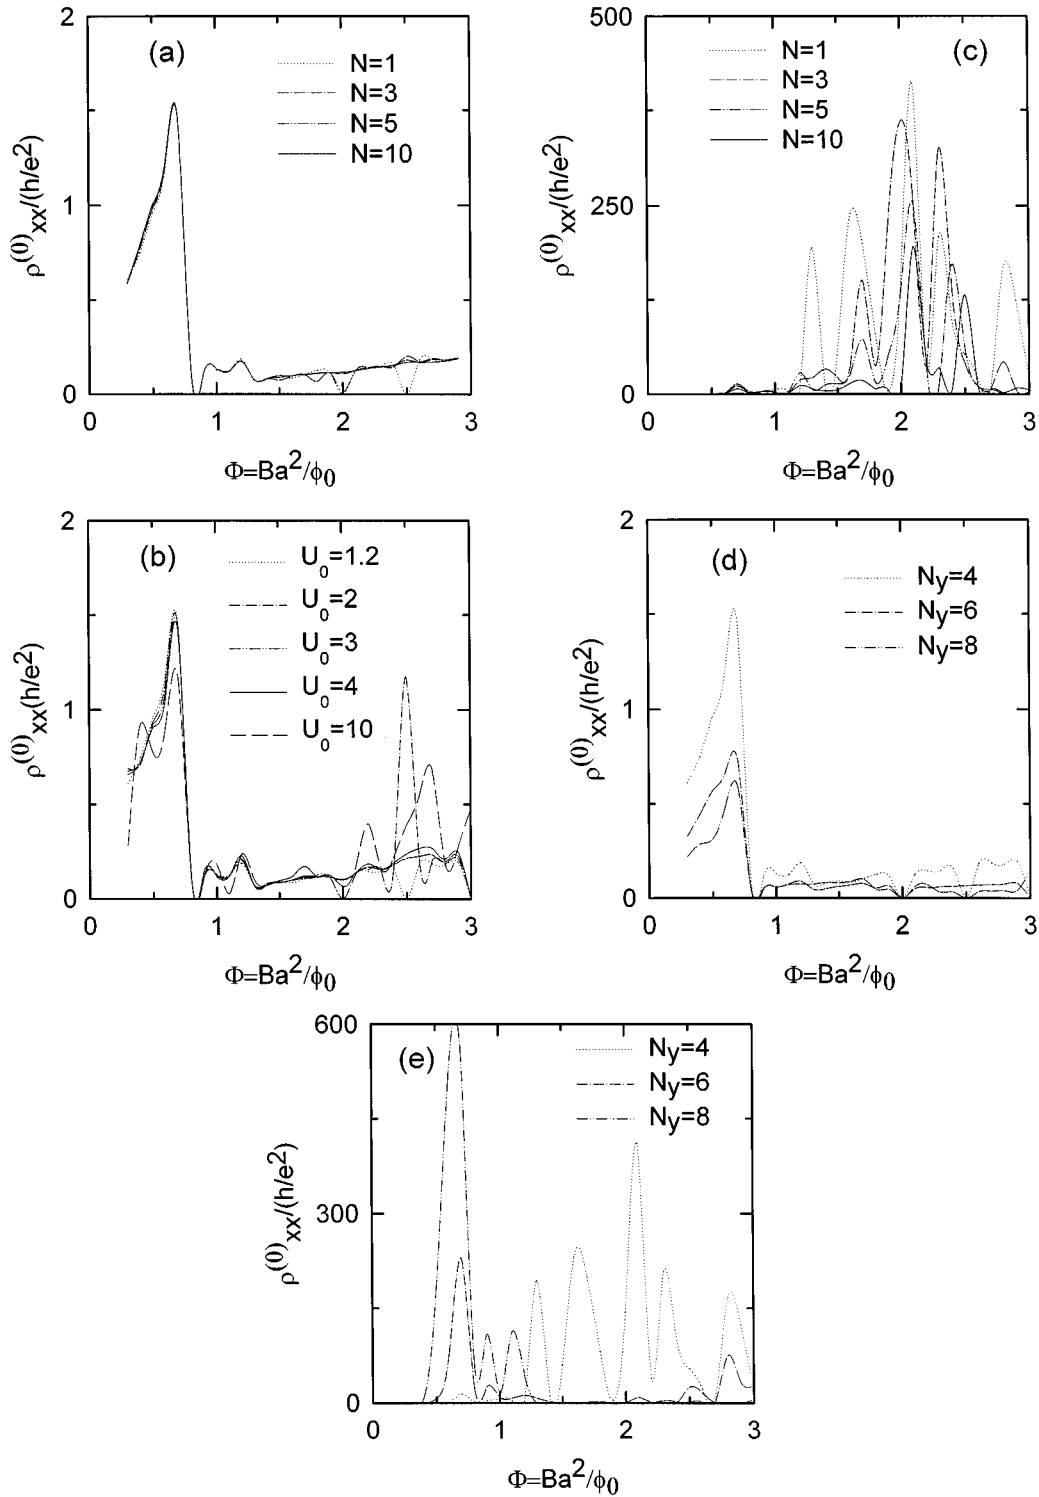 (a)
N=1
N=3
N=5
N=10
2
1
0
0 1 2 3
ρ(0)xx/(h/e2)
Φ=Ba2/ϕ0
(c)
N=1
N=3
N=5
N=10
500
250
0
0 1 2 3
ρ(0)xx/(h/e2)
Φ=Ba2/ϕ0
(b)
U0=1.2
U0=2
U0=3
U0=4
U0=10
2
1
0
0 1 2 3
ρ(0)xx(h/e2)
Φ=Ba2/ϕ0
(d)
Ny=4
Ny=6
Ny=8
2
1
0
0 1 2 3
ρ(0)xx/(h/e2)
Φ=Ba2/ϕ0
(e)
Ny=4
Ny=6
Ny=8
600
300
0
0 1 2 3
ρ(0)xx/(h/e2)
Φ=Ba2/ϕ0